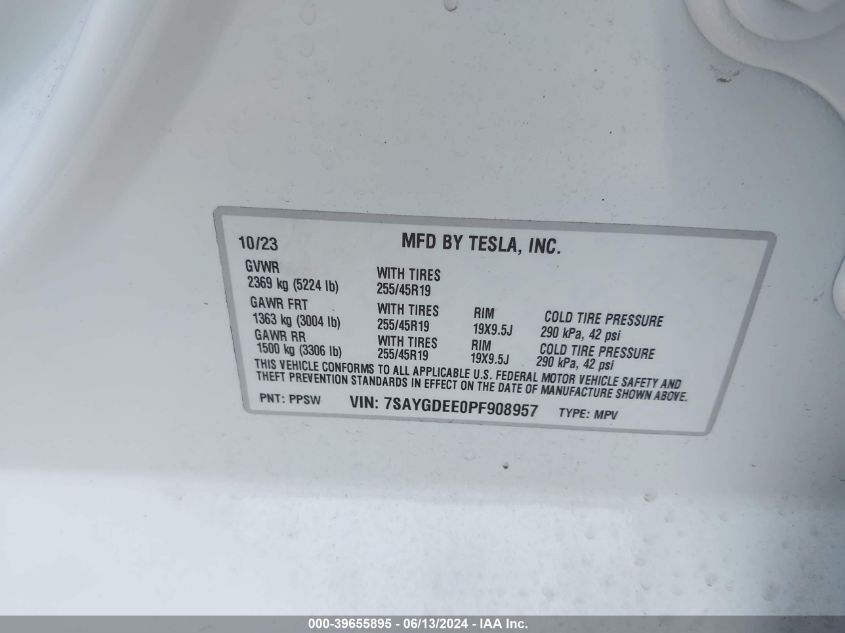 10/23 MFD BY TESLA, INC.
GVWR
2369 kg (5224 lb) WITH TIRES
255/45R19
GAWR FRT
1363 kg (3004 lb) WITH TIRES
255/45R19 RIM
19X9.5J COLD TIRE PRESSURE
290 kPa, 42 psi
GAWR RR
1500 kg (3306 lb) WITH TIRES
255/45R19 RIM
19X9.5J COLD TIRE PRESSURE
290 kPa, 42 psi
THIS VEHICLE CONFORMS TO ALL APPLICABLE U.S. FEDERAL MOTOR VEHICLE SAFETY AND
THEFT PREVENTION STANDARDS IN EFFECT ON THE DATE OF MANUFACTURE SHOWN ABOVE.
PNT: PPSW VIN: 7SAYGDEE0PF908957 TYPE: MPV
000-39655895 - 06/13/2024 - IAA Inc.